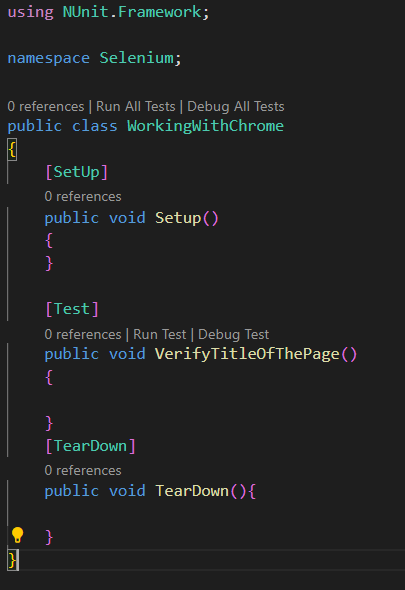 using NUnit.Framework;
namespace Selenium;
0 references | Run All Tests | Debug All Tests
public class WorkingWithChrome
{
[SetUp]
0 references
public void Setup()
{
}
[Test]
0 references | Run Test | Debug Test
public void VerifyTitleOfThePage()
{
}
[TearDown]
0 references
public void TearDown(){
}
}